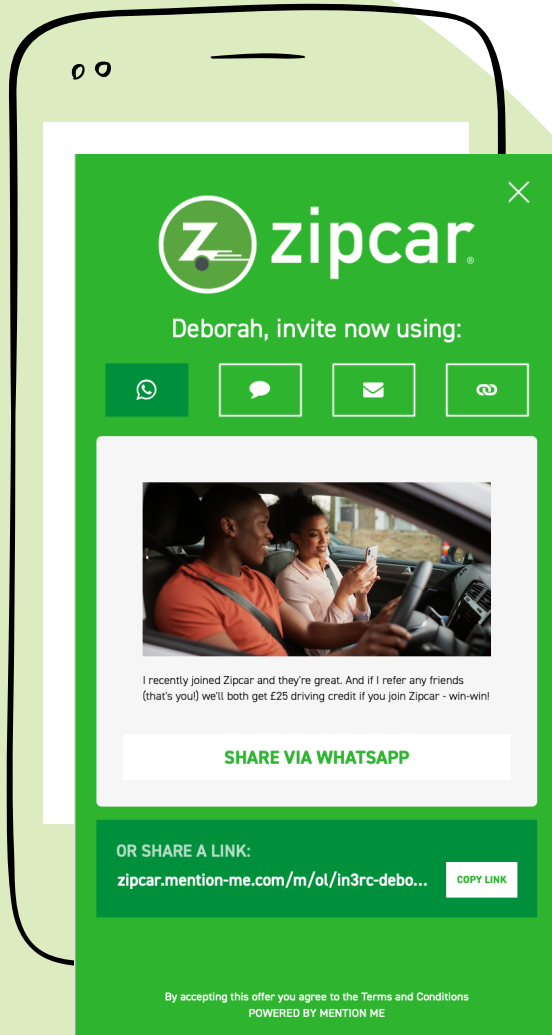 zipcar®
Deborah, invite now using:
I recently joined Zipcar and they're great. And if I refer any friends
(that's you!) we'll both get £25 driving credit if you join Zipcar - win-win!
SHARE VIA WHATSAPP
OR SHARE A LINK:
zipcar.mention-me.com/m/ol/in3rc-debo...
COPY LINK
By accepting this offer you agree to the Terms and Conditions
POWERED BY MENTION ME